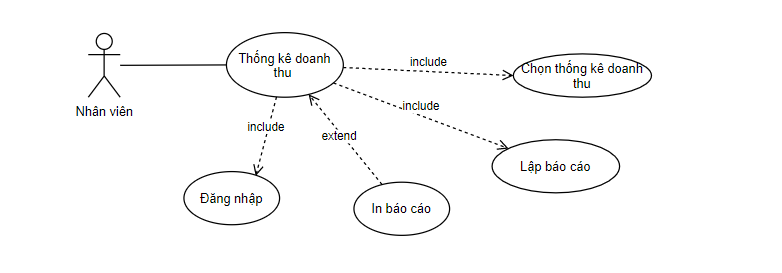 Thống kê doanh
thu
include
Chọn thống kê doanh
thu
Nhân viên
include
include
extend
Lập báo cáo
Đăng nhập
In báo cáo